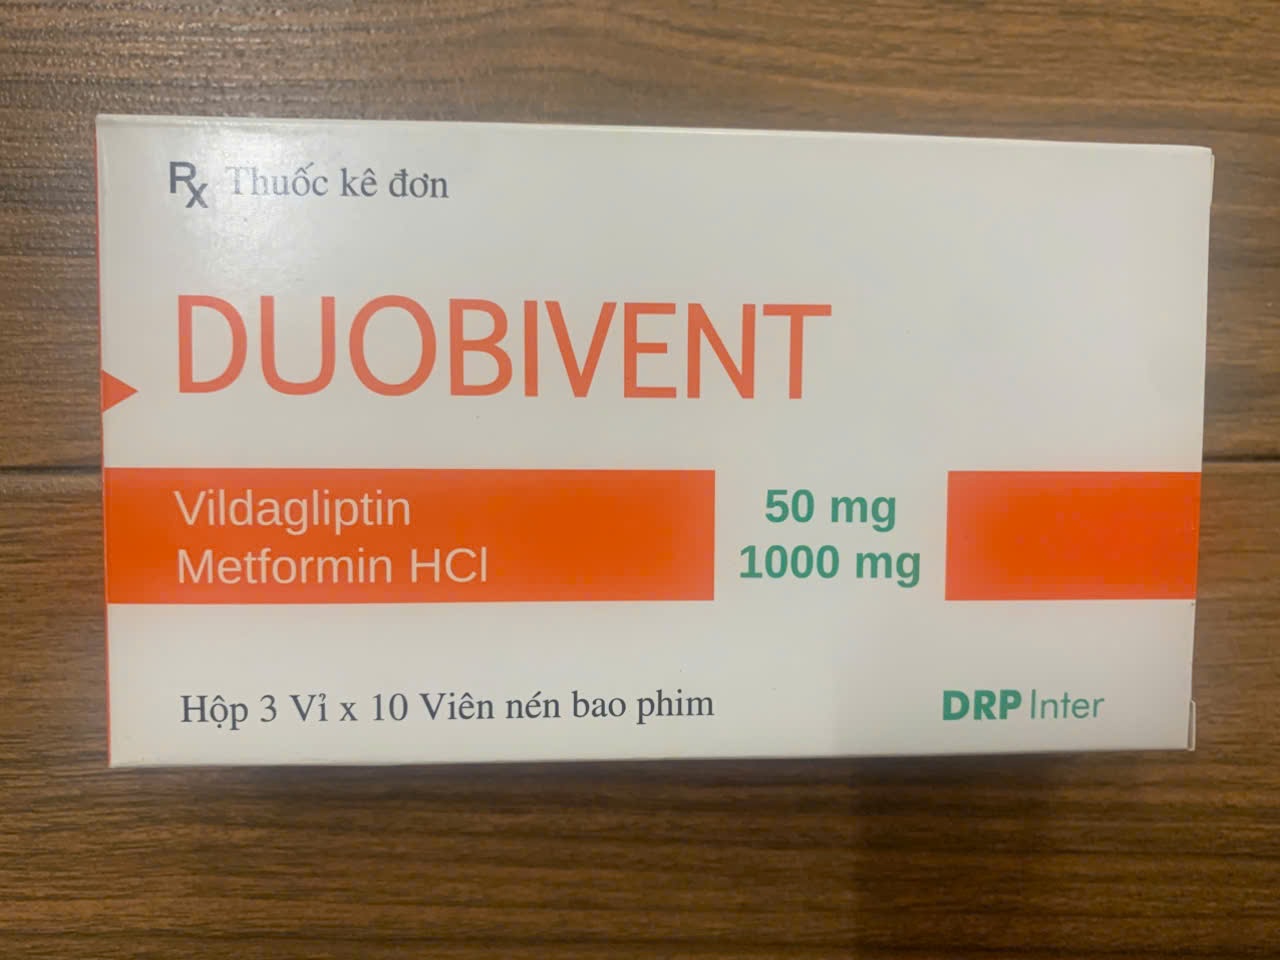 Rx Thuốc kê đơn
DUOBIVENT
Vildagliptin 50 mg
Metformin HCl 1000 mg
Hộp 3 Vỉ x 10 Viên nén bao phim
DRP Inter